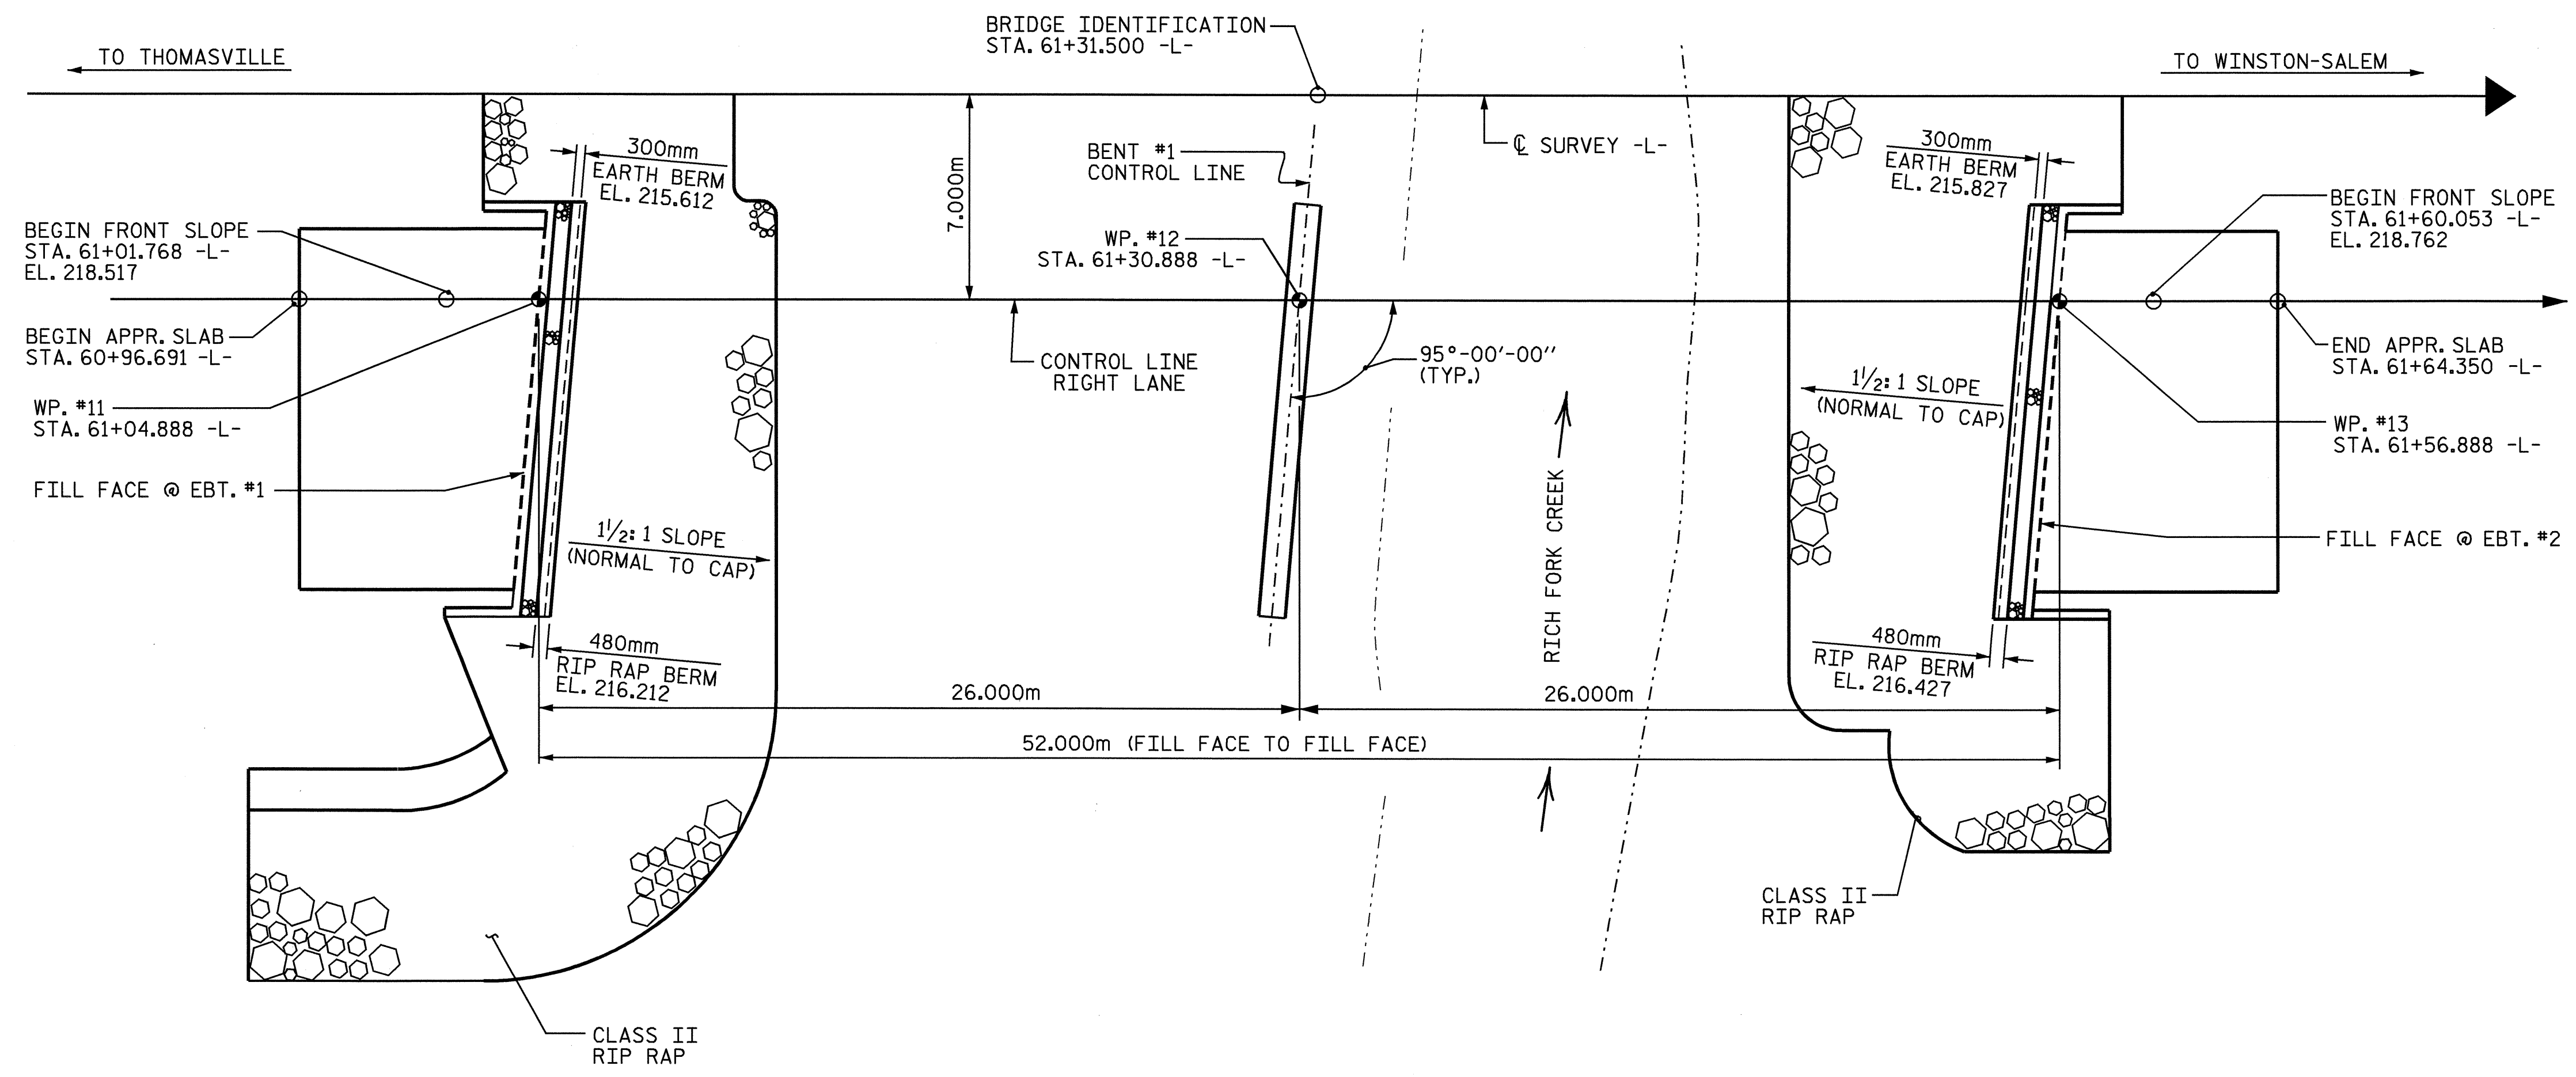 BRIDGE IDENTIFICATION
STA. 61+31.500 -L-
TO THOMASVILLE
TO WINSTON-SALEM
300mm
EARTH BERM
EL. 215.612
7.000m
BENT #1
CONTROL LINE
℄ SURVEY -L-
300mm
EARTH BERM
EL. 215.827
BEGIN FRONT SLOPE
STA. 61+01.768 -L-
EL. 218.517
WP. #12
STA. 61+30.888 -L-
BEGIN FRONT SLOPE
STA. 61+60.053 -L-
EL. 218.762
BEGIN APPR. SLAB
STA. 60+96.691 -L-
CONTROL LINE
RIGHT LANE
95°-00'-00"
(TYP.)
END APPR. SLAB
STA. 61+64.350 -L-
WP. #11
STA. 61+04.888 -L-
1½:1 SLOPE
(NORMAL TO CAP)
WP. #13
STA. 61+56.888 -L-
FILL FACE @ EBT. #1
1½:1 SLOPE
(NORMAL TO CAP)
RICH FORK CREEK
FILL FACE @ EBT. #2
480mm
RIP RAP BERM
EL. 216.212
480mm
RIP RAP BERM
EL. 216.427
26.000m
26.000m
52.000m (FILL FACE TO FILL FACE)
CLASS II
RIP RAP
CLASS II
RIP RAP